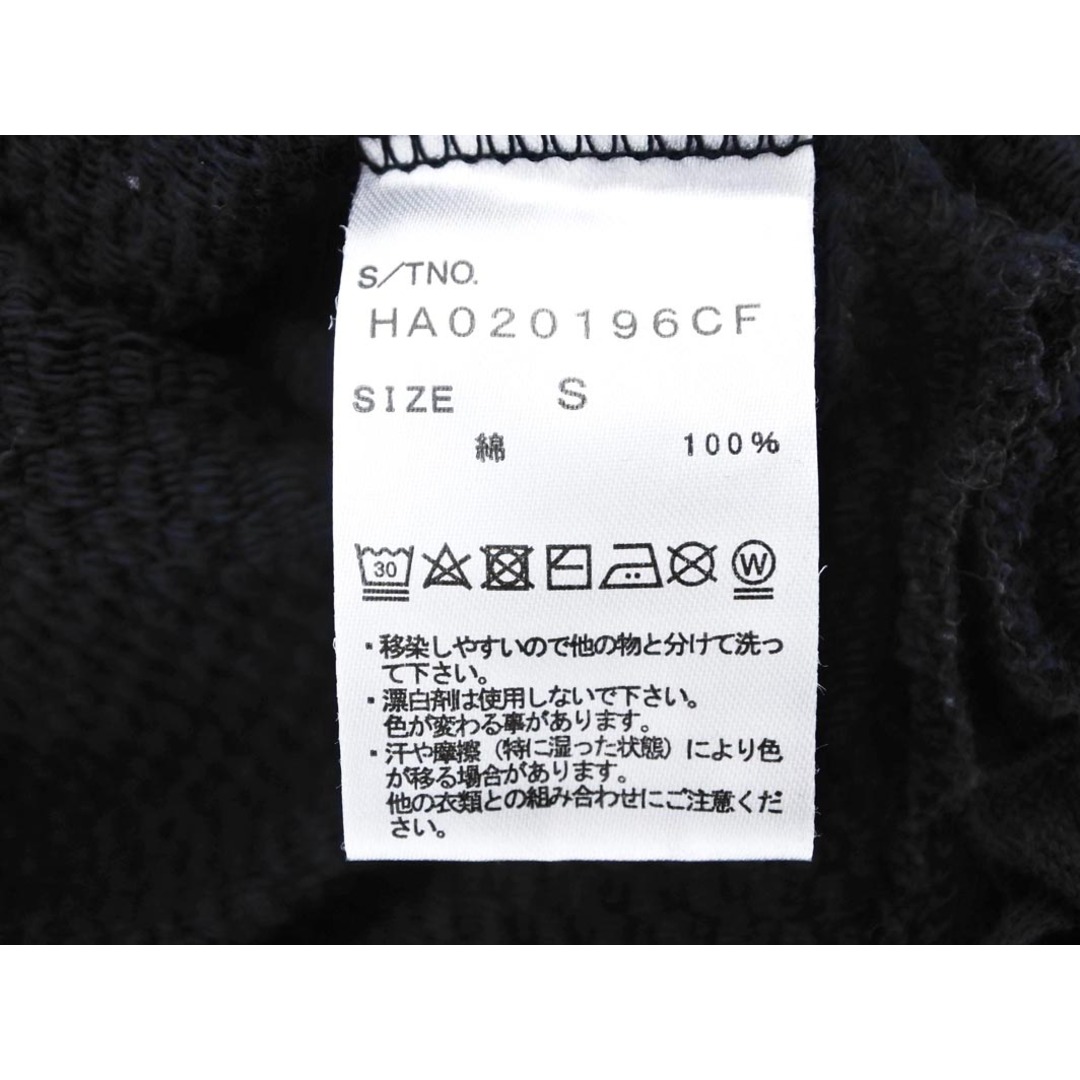 S/TNO.
HA020196CF
SIZE S
綿 100%
30 W
・移染しやすいので他の物と分けて洗っ
て下さい。
・漂白剤は使用しないで下さい。
色が変わる事があります。
・汗や摩擦（特に湿った状態）により色
が移る場合があります。
他の衣類との組み合わせにご注意くだ
さい。